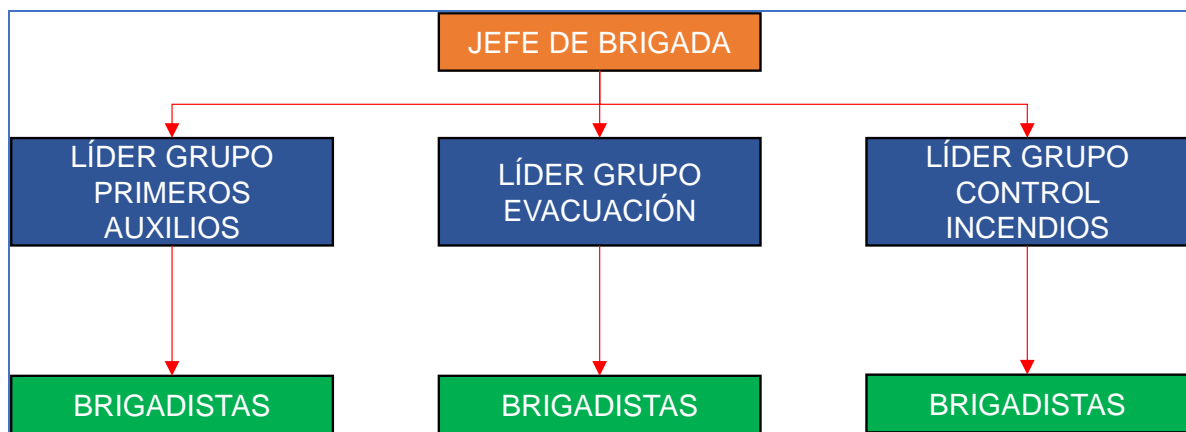 JEFE DE BRIGADA
LÍDER GRUPO
PRIMEROS
AUXILIOS
LÍDER GRUPO
EVACUACIÓN
LÍDER GRUPO
CONTROL
INCENDIOS
BRIGADISTAS
BRIGADISTAS
BRIGADISTAS